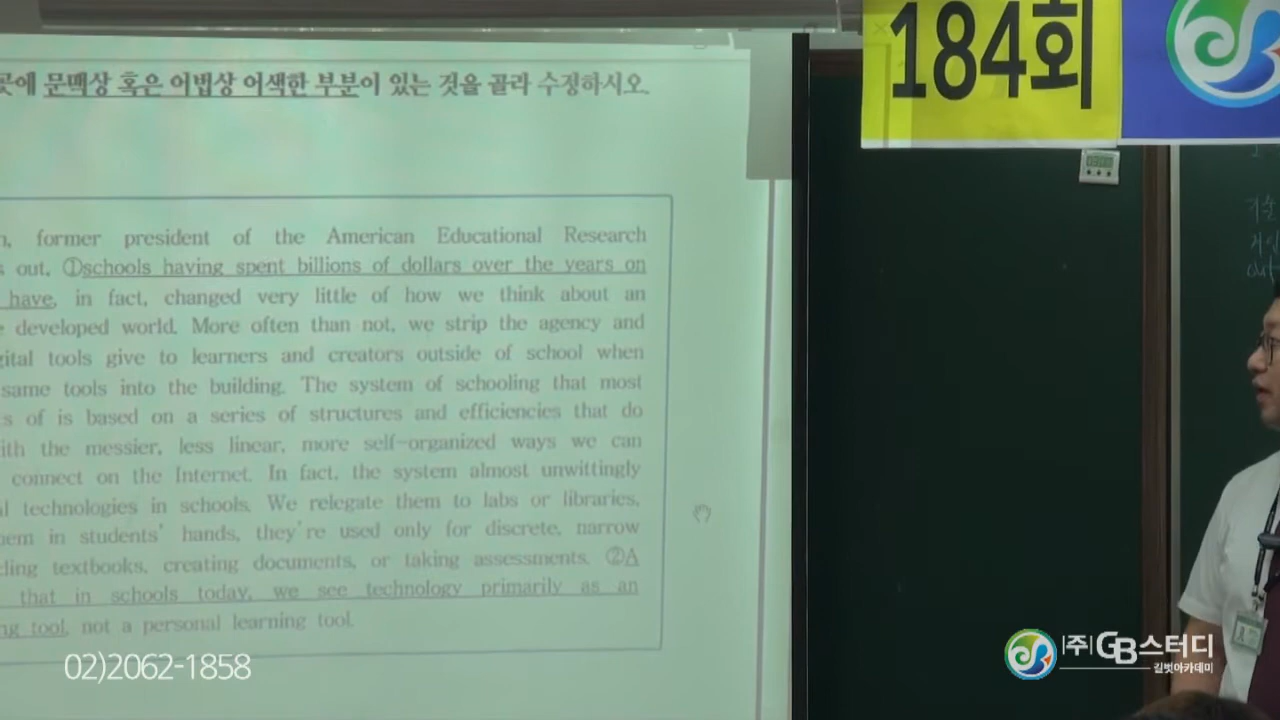 곳에 문맥상 혹은 어법상 어색한 부분이 있는 것을 골라 수정하시오.
184회
former president of the American Educational Research
out, ①schools having spent billions of dollars over the years on
have, in fact, changed very little of how we think about an
developed world. More often than not, we strip the agency and
gital tools give to learners and creators outside of school when
same tools into the building. The system of schooling that most
s of is based on a series of structures and efficiencies that do
ith the messier, less linear, more self-organized ways we can
connect on the Internet. In fact, the system almost unwittingly
al technologies in schools. We relegate them to labs or libraries,
hem in students' hands, they're used only for discrete, narrow
ding textbooks, creating documents, or taking assessments. ②A
that in schools today, we see technology primarily as an
ng tool, not a personal learning tool.
02)2062-1858
(주)GB스터디
길벗아카데미